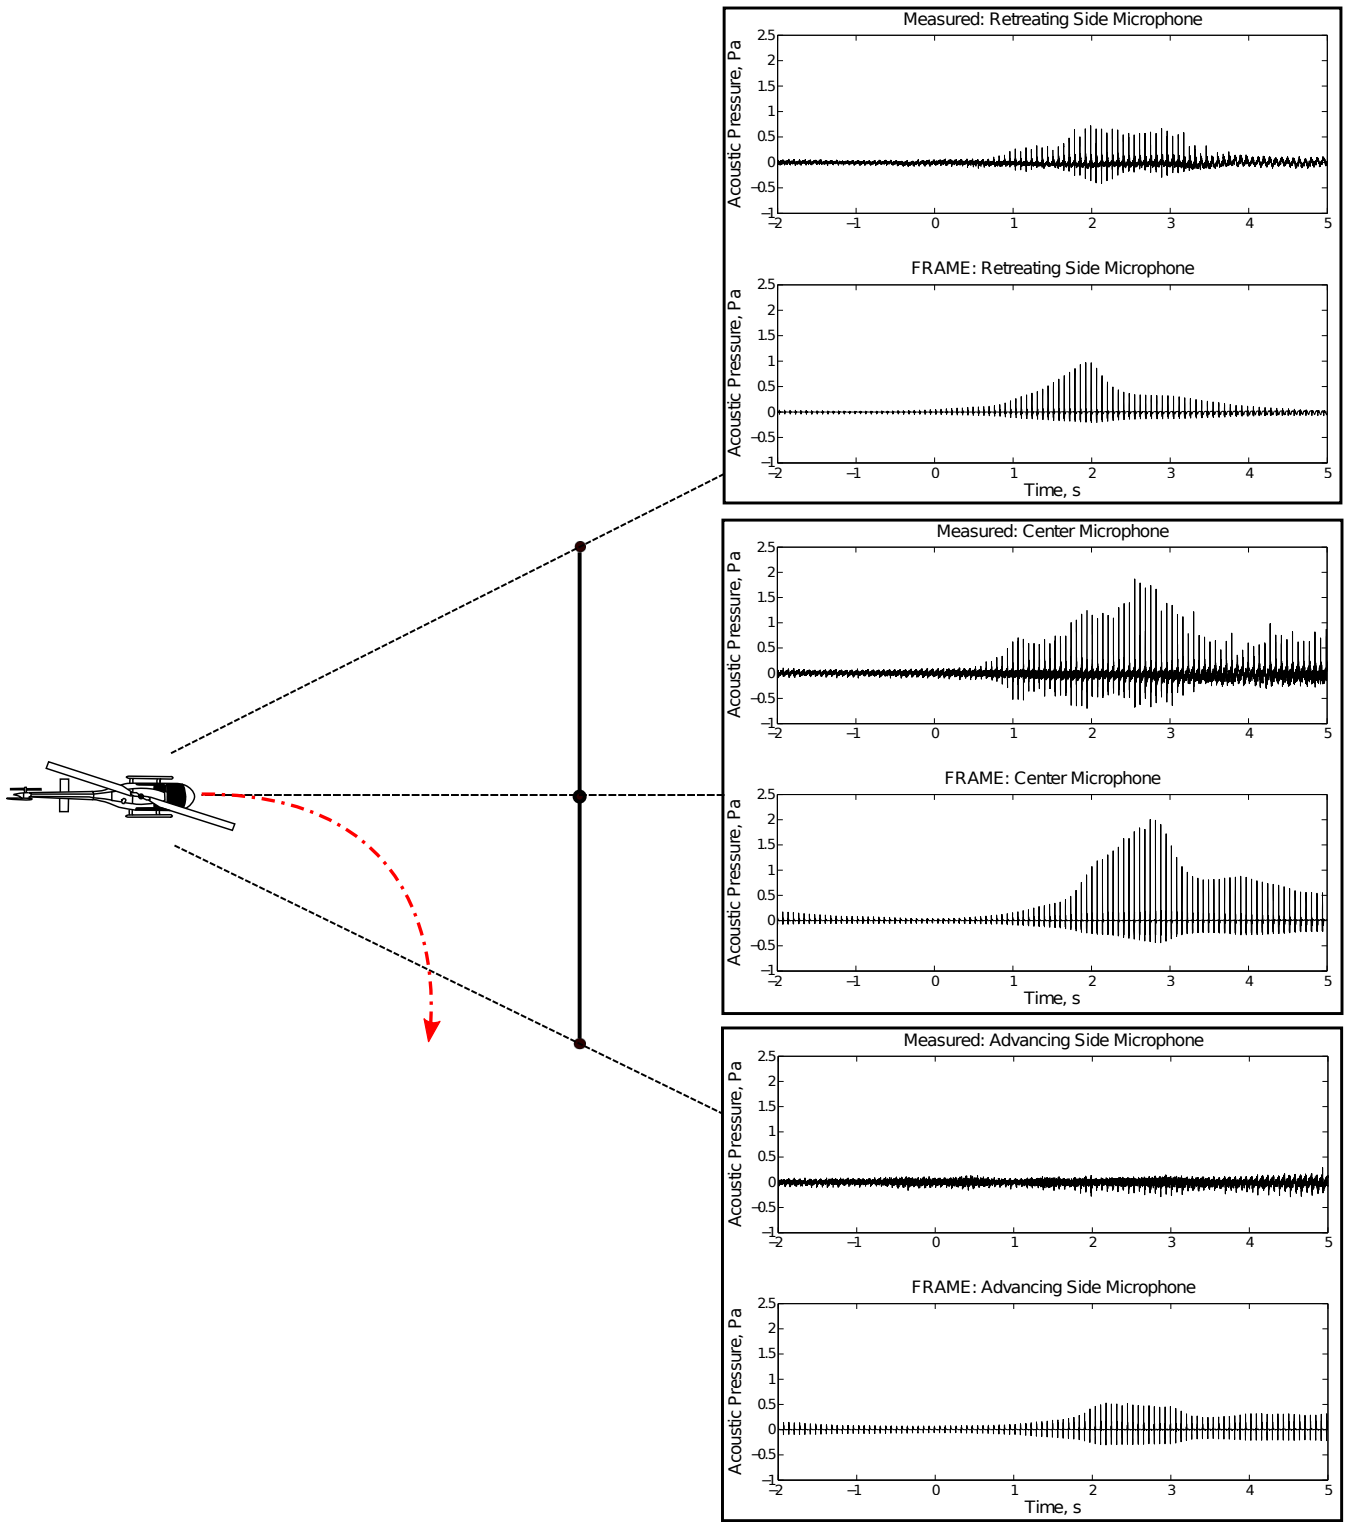 Measured: Retreating Side Microphone
Acoustic Pressure, Pa
2.5
2
1.5
1
0.5
0
−0.5
−1
−2 −1 0 1 2 3 4 5
FRAME: Retreating Side Microphone
Acoustic Pressure, Pa
2.5
2
1.5
1
0.5
0
−0.5
−1
−2 −1 0 1 2 3 4 5
Time, s
Measured: Center Microphone
Acoustic Pressure, Pa
2.5
2
1.5
1
0.5
0
−0.5
−1
−2 −1 0 1 2 3 4 5
FRAME: Center Microphone
Acoustic Pressure, Pa
2.5
2
1.5
1
0.5
0
−0.5
−1
−2 −1 0 1 2 3 4 5
Time, s
Measured: Advancing Side Microphone
Acoustic Pressure, Pa
2.5
2
1.5
1
0.5
0
−0.5
−1
−2 −1 0 1 2 3 4 5
FRAME: Advancing Side Microphone
Acoustic Pressure, Pa
2.5
2
1.5
1
0.5
0
−0.5
−1
−2 −1 0 1 2 3 4 5
Time, s